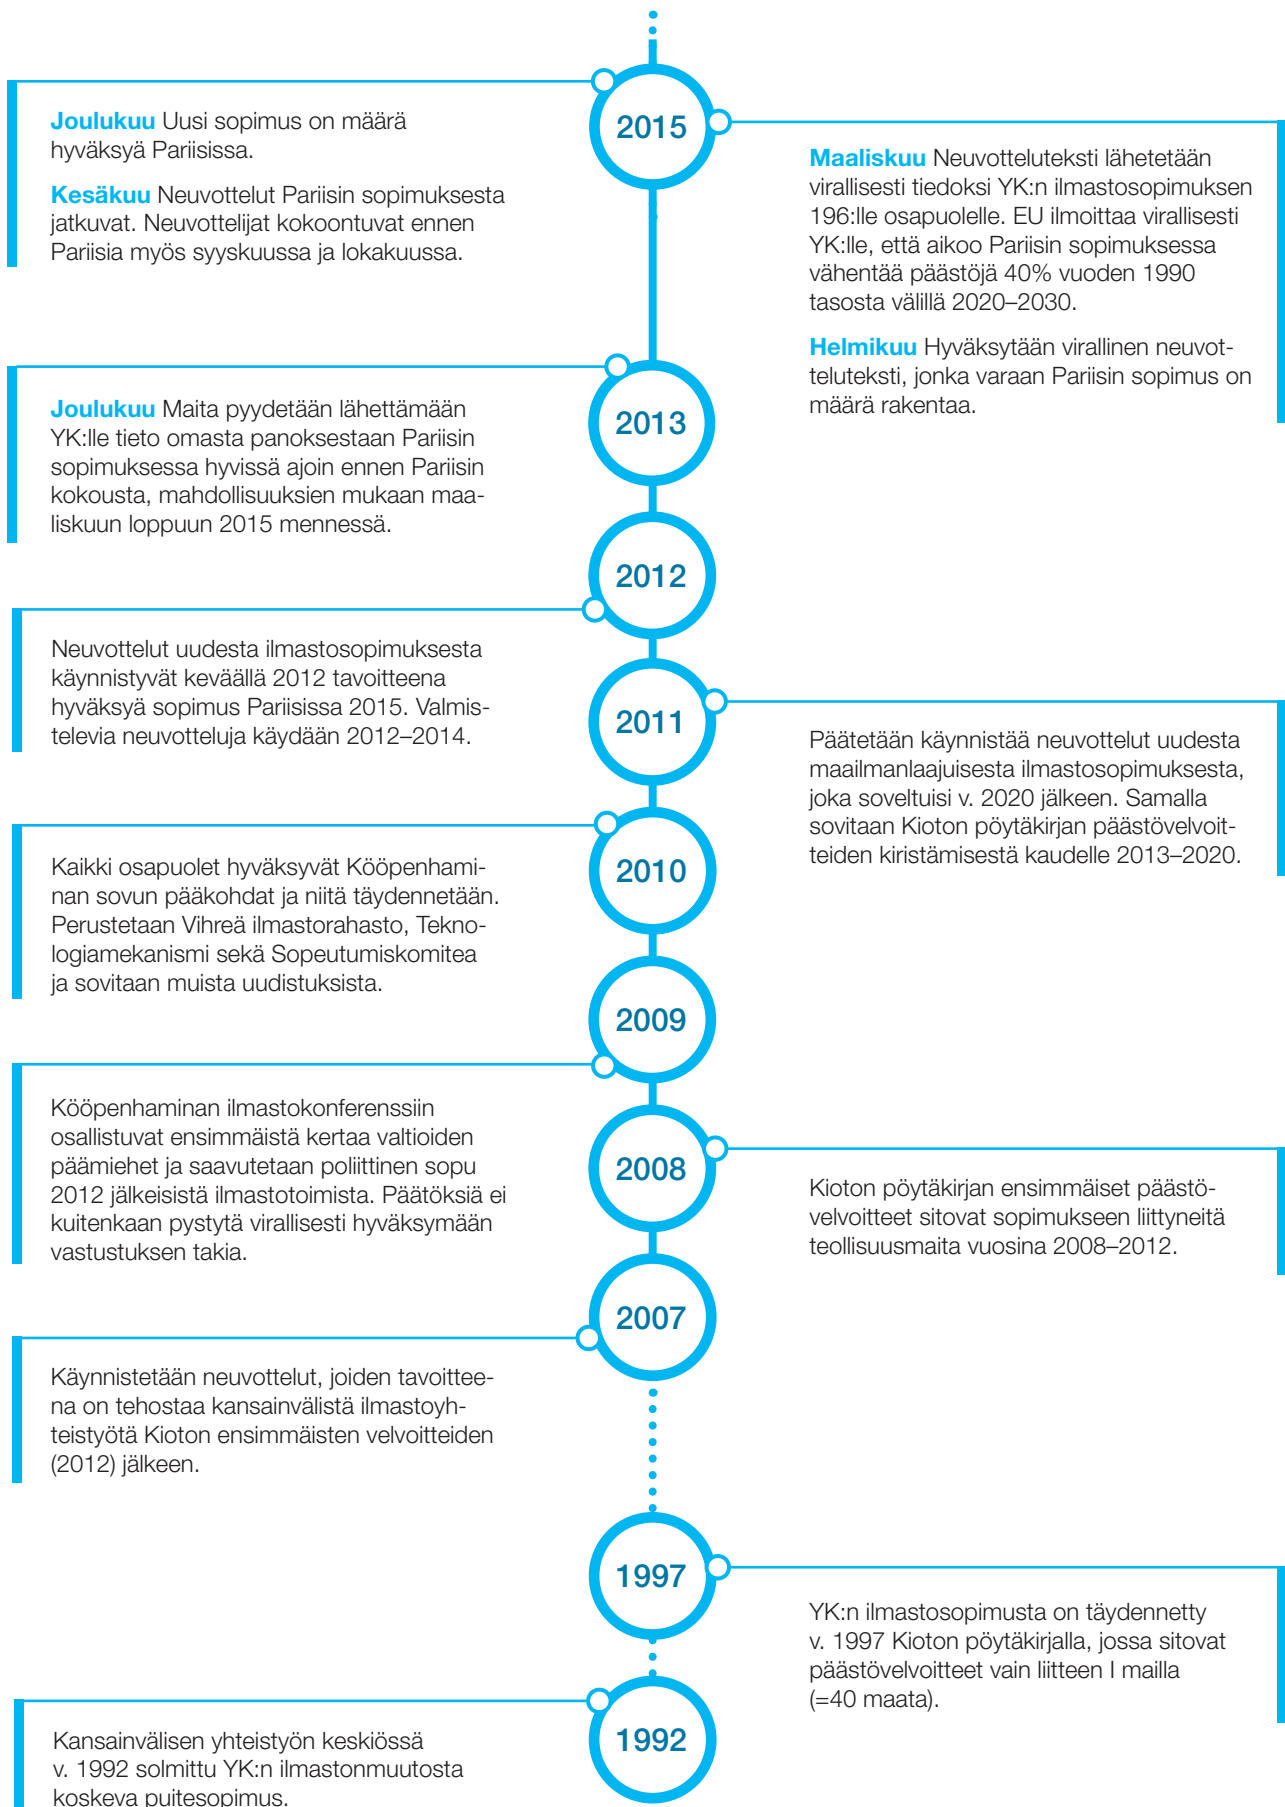 2015
Joulukuu Uusi sopimus on määrä
hyväksyä Pariisissa.
Kesäkuu Neuvottelut Pariisin sopimuksesta
jatkuvat. Neuvottelijat kokoontuvat ennen
Pariisia myös syyskuussa ja lokakuussa.
Maaliskuu Neuvotteluteksti lähetetään
virallisesti tiedoksi YK:n ilmastosopimuksen
196:lle osapuolelle. EU ilmoittaa virallisesti
YK:lle, että aikoo Pariisin sopimuksessa
vähentää päästöjä 40% vuoden 1990
tasosta välillä 2020–2030.
Helmikuu Hyväksytään virallinen neuvot-
teluteksti, jonka varaan Pariisin sopimus on
määrä rakentaa.
2013
Joulukuu Maita pyydetään lähettämään
YK:lle tieto omasta panoksestaan Pariisin
sopimuksessa hyvissä ajoin ennen Pariisin
kokousta, mahdollisuuksien mukaan maa-
liskuun loppuun 2015 mennessä.
2012
Neuvottelut uudesta ilmastosopimuksesta
käynnistyvät keväällä 2012 tavoitteena
hyväksyä sopimus Pariisissa 2015. Valmis-
televia neuvotteluja käydään 2012–2014.
2011
Päätetään käynnistää neuvottelut uudesta
maailmanlaajuisesta ilmastosopimuksesta,
joka soveltuisi v. 2020 jälkeen. Samalla
sovitaan Kioton pöytäkirjan päästövelvoit-
teiden kiristämisestä kaudelle 2013–2020.
2010
Kaikki osapuolet hyväksyvät Kööpenhami-
nan sovun pääkohdat ja niitä täydennetään.
Perustetaan Vihreä ilmastorahasto, Tekno-
logiamekanismi sekä Sopeutumiskomitea
ja sovitaan muista uudistuksista.
2009
Kööpenhaminan ilmastokonferenssiin
osallistuvat ensimmäistä kertaa valtioiden
päämiehet ja saavutetaan poliittinen sopu
2012 jälkeisistä ilmastotoimista. Päätöksiä ei
kuitenkaan pystytä virallisesti hyväksymään
vastustuksen takia.
2008
Kioton pöytäkirjan ensimmäiset päästö-
velvoitteet sitovat sopimukseen liittyneitä
teollisuusmaita vuosina 2008–2012.
2007
Käynnistetään neuvottelut, joiden tavoittee-
na on tehostaa kansainvälistä ilmastoyh-
teistyötä Kioton ensimmäisten velvoitteiden
(2012) jälkeen.
1997
YK:n ilmastosopimusta on täydennetty
v. 1997 Kioton pöytäkirjalla, jossa sitovat
päästövelvoitteet vain liitteen I mailla
(=40 maata).
1992
Kansainvälisen yhteistyön keskiössä
v. 1992 solmittu YK:n ilmastonmuutosta
koskeva puitesopimus.